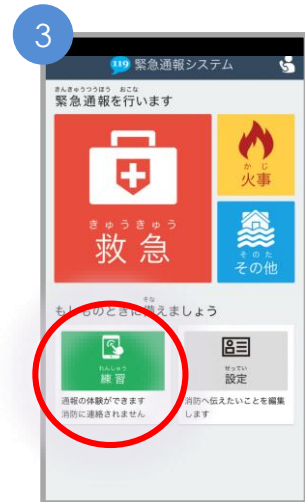 3
119 緊急通報システム
きんきゅうつうほう おこな
緊急通報を行います
きゅうきゅう
救急
かじ
火事
そのた
その他
そな
もしものときに備えましょう
れんしゅう
練習
通報の体験ができます
消防に連絡されません
せってい
設定
消防へ伝えたいことを編集
します